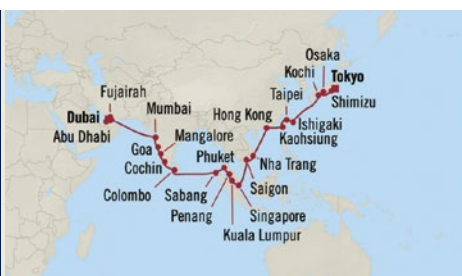 Osaka
Kochi
Tokyo
Fujairah
Taipei
Shimizu
Mumbai
Hong Kong
Dubai
Ishigaki
Abu Dhabi
Kaohsiung
Goa
Mangalore
Cochin
Phuket
Nha Trang
Colombo
Sabang
Saigon
Penang
Singapore
Kuala Lumpur